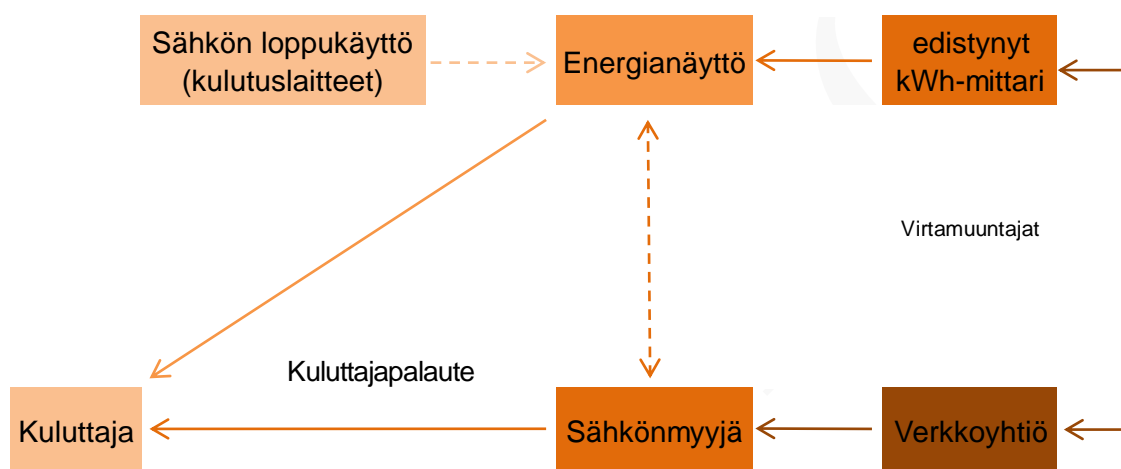 Sähkön loppukäyttö
(kulutuslaitteet)
Energianäyttö
edistynyt
kWh-mittari
Virtamuuntajat
Kuluttajapalaute
Kuluttaja
Sähkönmyyjä
Verkkoyhtiö